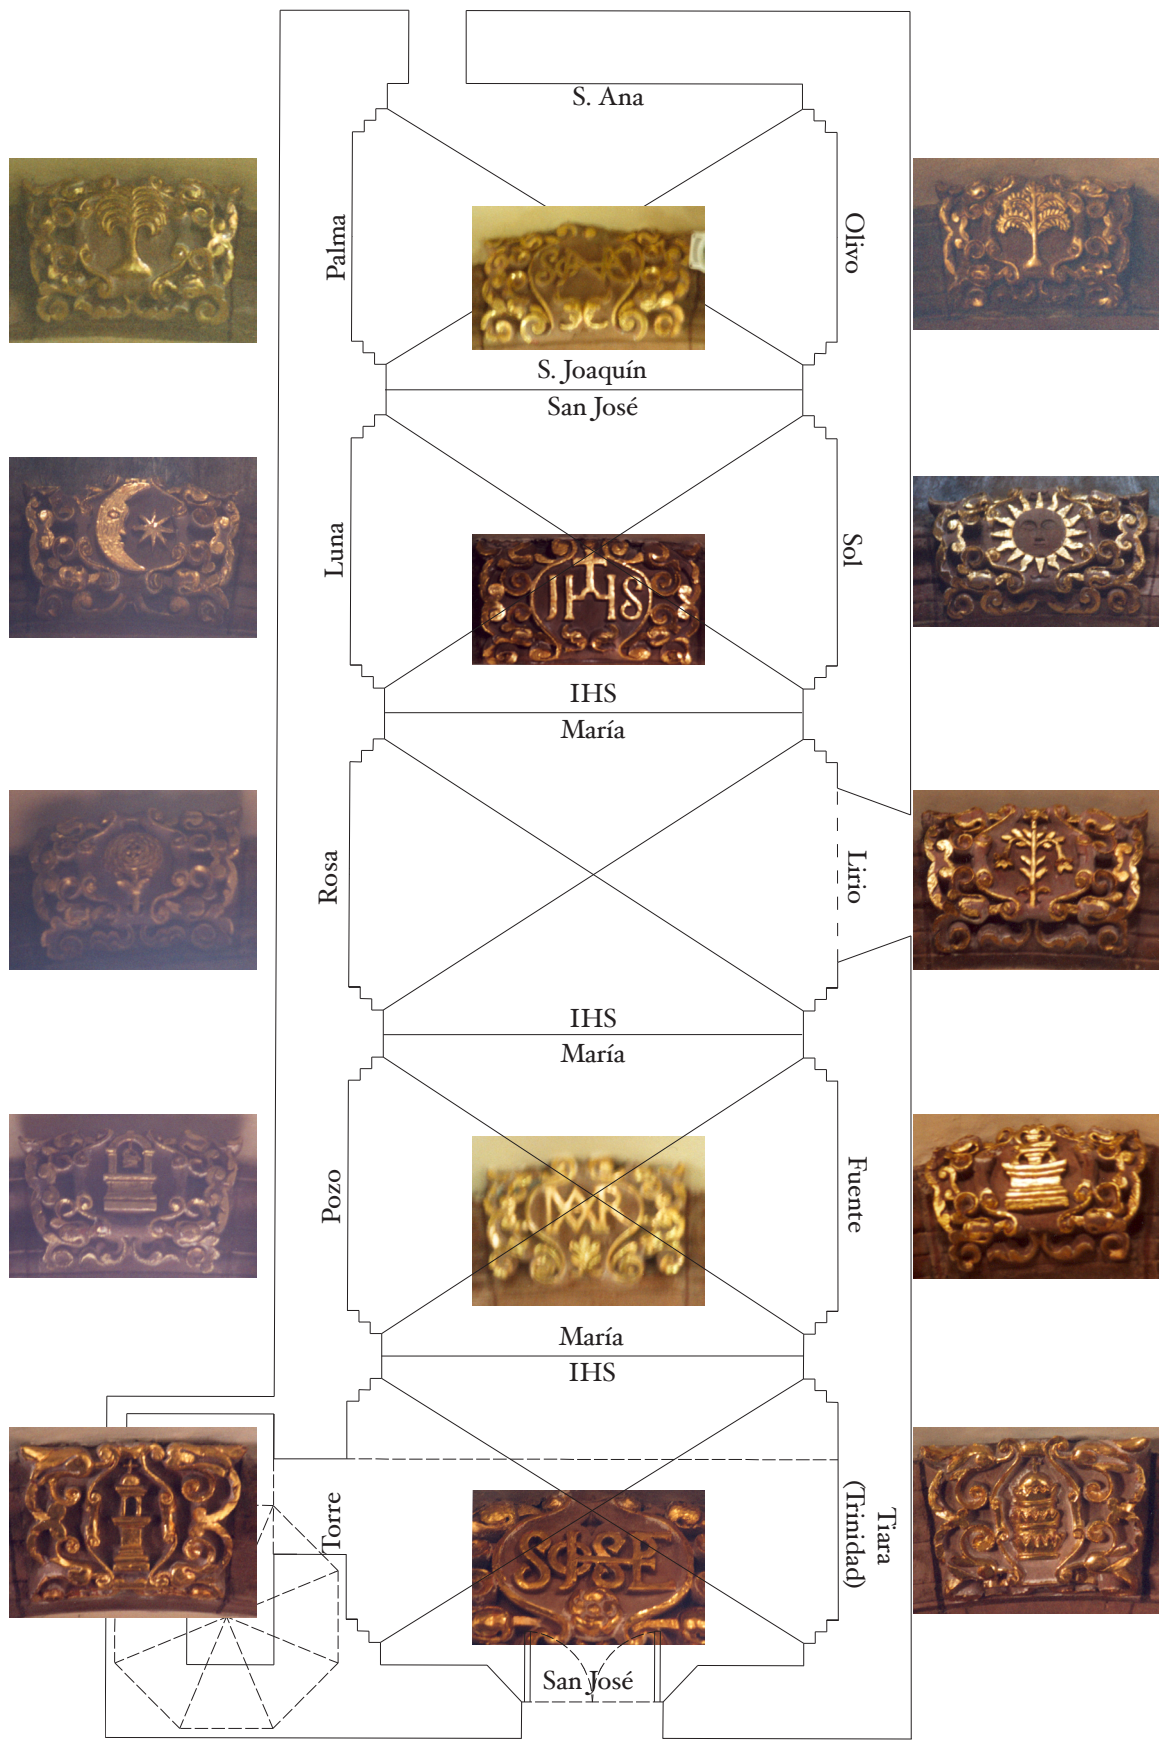 S. Ana
Palma
Olivo
S. Joaquín
San José
Luna
Sol
IHS
IHS
María
Rosa
Lirio
IHS
María
Pozo
Fuente
María
IHS
Torre
Tiara
(Trinidad)
San José